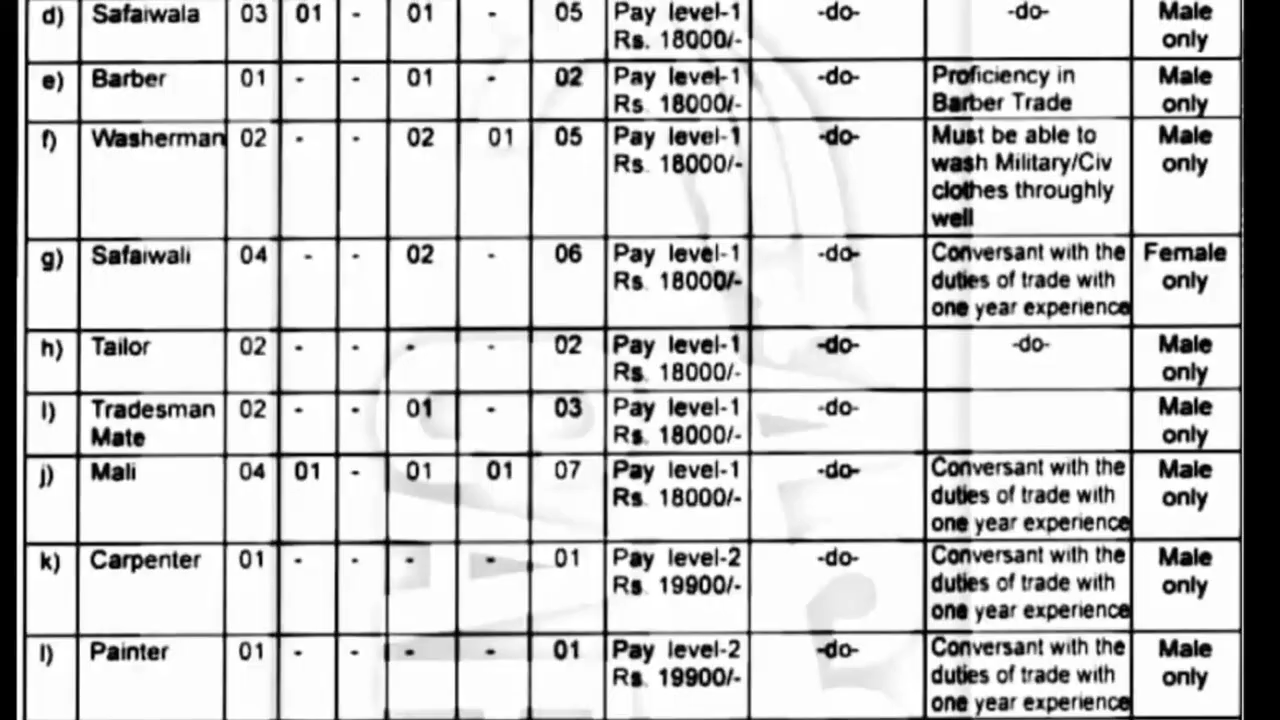 d) Safaiwala 03 01 - 01 - 05 Pay level-1 -do- -do- Male
Rs. 18000/- only
e) Barber 01 - - 01 - 02 Pay level-1 -do- Proficiency in Male
Rs. 18000/- Barber Trade only
f) Washerman 02 - - 02 01 05 Pay level-1 -do- Must be able to Male
Rs. 18000/- wash Military/Civ only
clothes throughly
well
g) Safaiwali 04 - - 02 - 06 Pay level-1 -do- Conversant with the Female
Rs. 18000/- duties of trade with only
one year experience
h) Tailor 02 - - - - 02 Pay level-1 -do- -do- Male
Rs. 18000/- only
I) Tradesman 02 - - 01 - 03 Pay level-1 -do- Male
Mate Rs. 18000/- only
j) Mali 04 01 - 01 01 07 Pay level-1 -do- Conversant with the Male
Rs. 18000/- duties of trade with only
one year experience
k) Carpenter 01 - - - - 01 Pay level-2 -do- Conversant with the Male
Rs. 19900/- duties of trade with only
one year experience
l) Painter 01 - - - - 01 Pay level-2 -do- Conversant with the Male
Rs. 19900/- duties of trade with only
one year experience